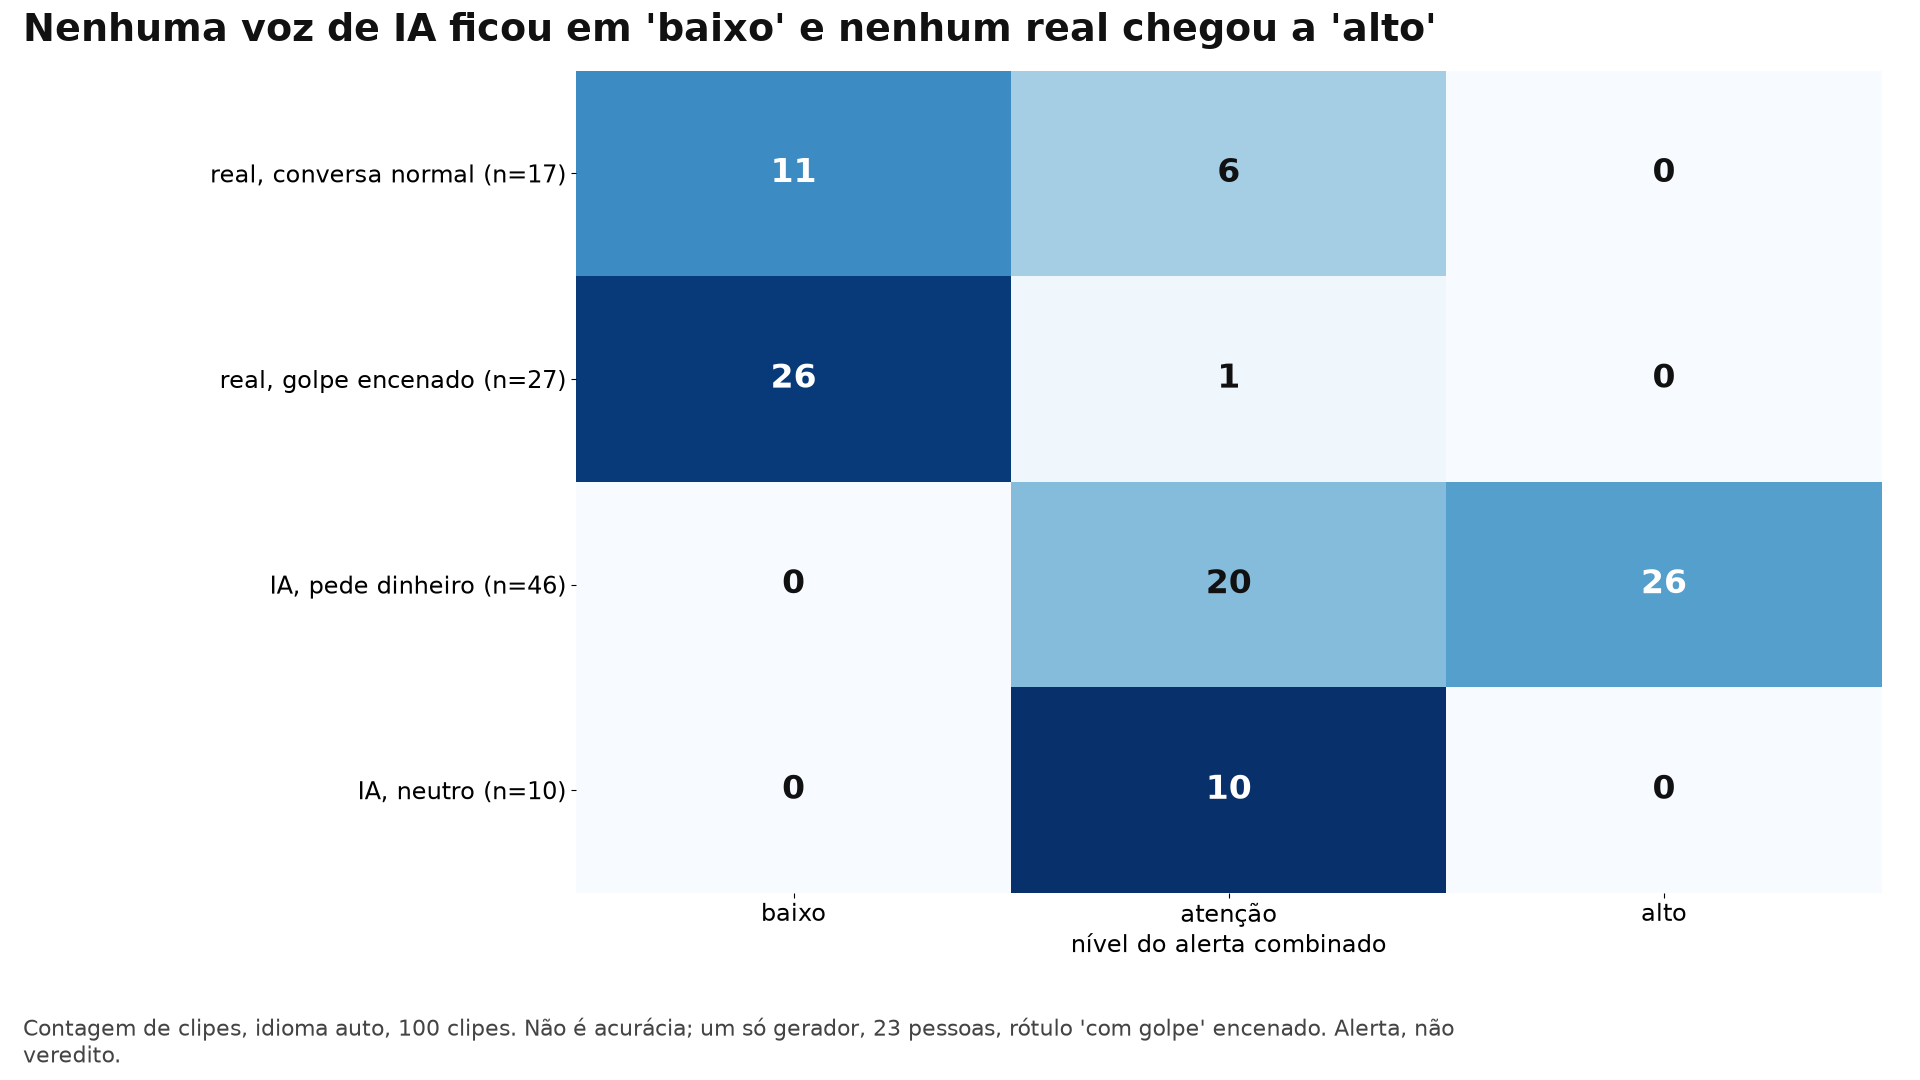 Nenhuma voz de IA ficou em 'baixo' e nenhum real chegou a 'alto'
real, conversa normal (n=17) 11 6 0
real, golpe encenado (n=27) 26 1 0
IA, pede dinheiro (n=46) 0 20 26
IA, neutro (n=10) 0 10 0
baixo atenção alto
nível do alerta combinado
Contagem de clipes, idioma auto, 100 clipes. Não é acurácia; um só gerador, 23 pessoas, rótulo 'com golpe' encenado. Alerta, não
veredito.